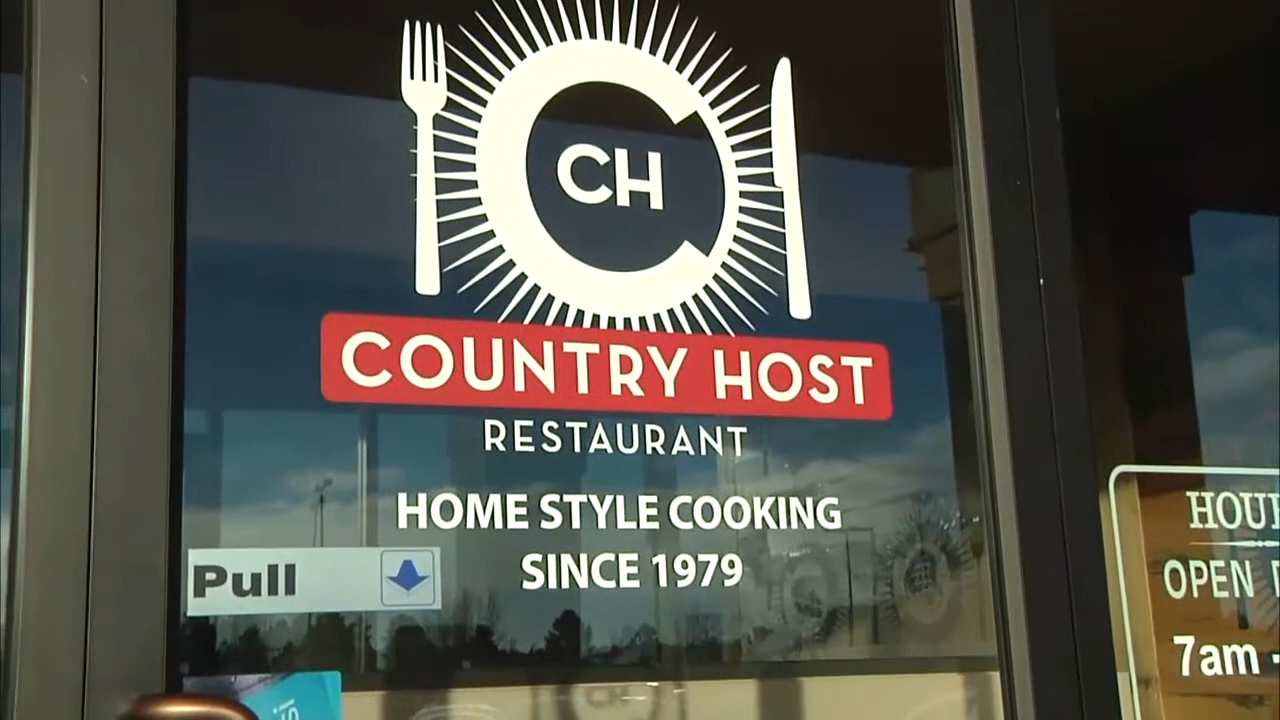 CH
COUNTRY HOST
RESTAURANT
HOME STYLE COOKING
SINCE 1979
Pull
OPEN
7am -